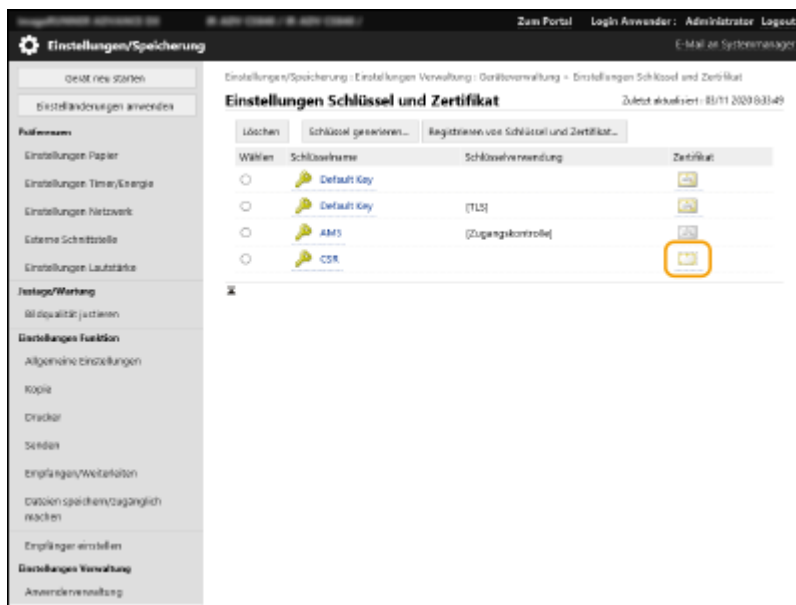 Zum Portal Login Anwender: Administrator Logout
Einstellungen/Speicherung E-Mail an Systemmanager
Gerät neu starten
Einstelländerungen anwenden
Präferenzen
Einstellungen Papier
Einstellungen Timer/Energie
Einstellungen Netzwerk
Externe Schnittstelle
Einstellungen Lautstärke
Justage/Wartung
Bildqualität justieren
Einstellungen Funktion
Allgemeine Einstellungen
Kopie
Drucker
Senden
Empfangen/Weiterleiten
Dateien speichern/zugänglich
machen
Empfänger einstellen
Einstellungen Verwaltung
Anwenderverwaltung
Einstellungen/Speicherung : Einstellungen Verwaltung : Geräteverwaltung > Einstellungen Schlüssel und Zertifikat
Einstellungen Schlüssel und Zertifikat Zuletzt aktualisiert : 03/11 2020 8:33:49
Löschen Schlüssel generieren... Registrieren von Schlüssel und Zertifikat...
Wählen Schlüsselname Schlüsselverwendung Zertifikat
Default Key
Default Key [TLS]
AMS [Zugangskontrolle]
CSR